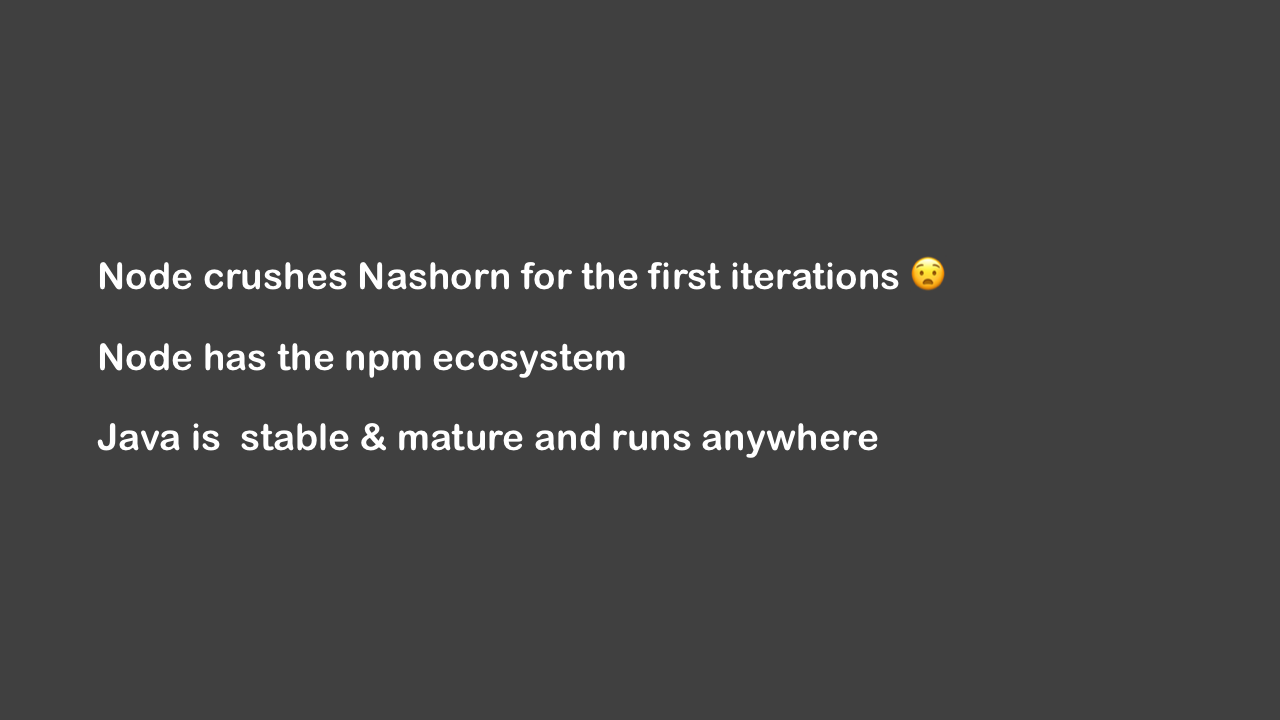 Node crushes Nashorn for the first iterations 😧
Node has the npm ecosystem
Java is  stable & mature and runs anywhere